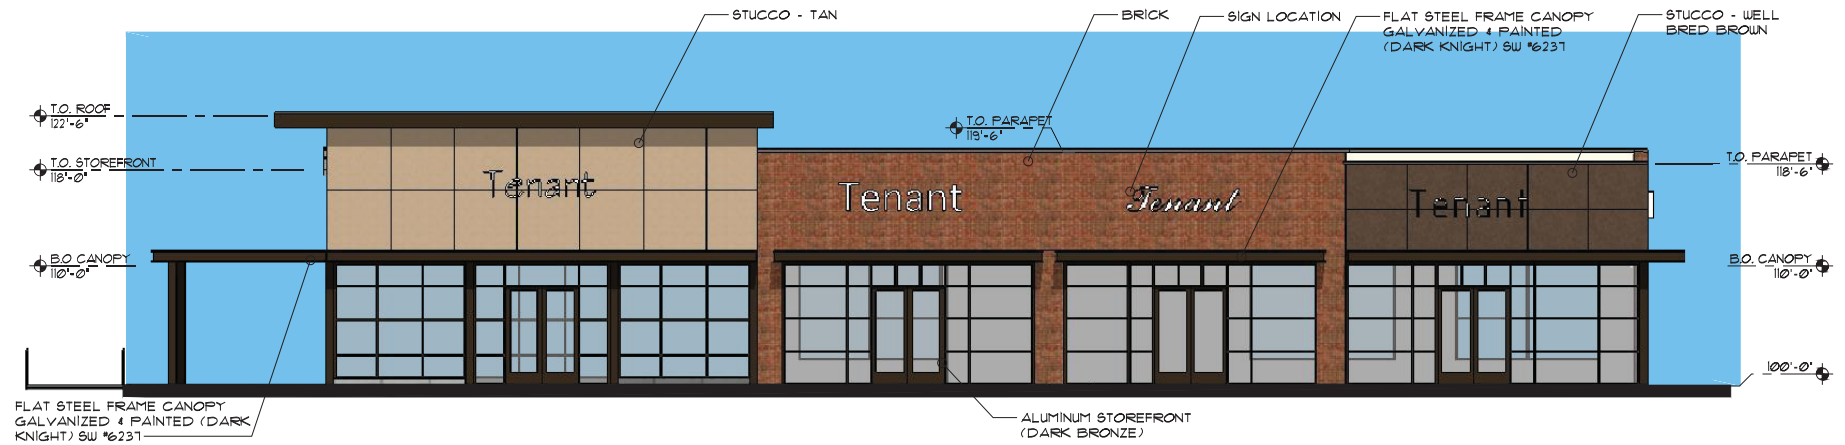 STUCCO - TAN
BRICK
SIGN LOCATION
FLAT STEEL FRAME CANOPY
GALVANIZED & PAINTED
(DARK KNIGHT) SW #6237
STUCCO - WELL
BRED BROWN
T.O. ROOF
122'-6"
T.O. PARAPET
119'-6"
T.O. STOREFRONT
118'-0"
T.O. PARAPET
118'-6"
Tenant
Tenant
Tenant
Tenant
B.O CANOPY
110'-0"
B.O. CANOPY
110'-0"
100'-0"
FLAT STEEL FRAME CANOPY
GALVANIZED & PAINTED (DARK
KNIGHT) SW #6237
ALUMINUM STOREFRONT
(DARK BRONZE)